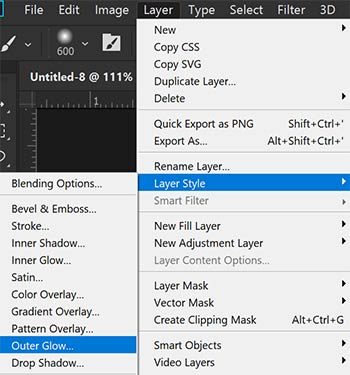 File Edit Image Layer Type Select Filter 3D
600
Untitled-8 @ 111%
1
New
Copy CSS
Copy SVG
Duplicate Layer...
Delete
Quick Export as PNG Shift+Ctrl+'
Export As... Alt+Shift+Ctrl+'
Rename Layer...
Layer Style
Smart Filter
New Fill Layer
New Adjustment Layer
Layer Content Options...
Layer Mask
Vector Mask
Create Clipping Mask Alt+Ctrl+G
Smart Objects
Video Layers
Blending Options...
Bevel & Emboss...
Stroke...
Inner Shadow...
Inner Glow...
Satin...
Color Overlay...
Gradient Overlay...
Pattern Overlay...
Outer Glow...
Drop Shadow...